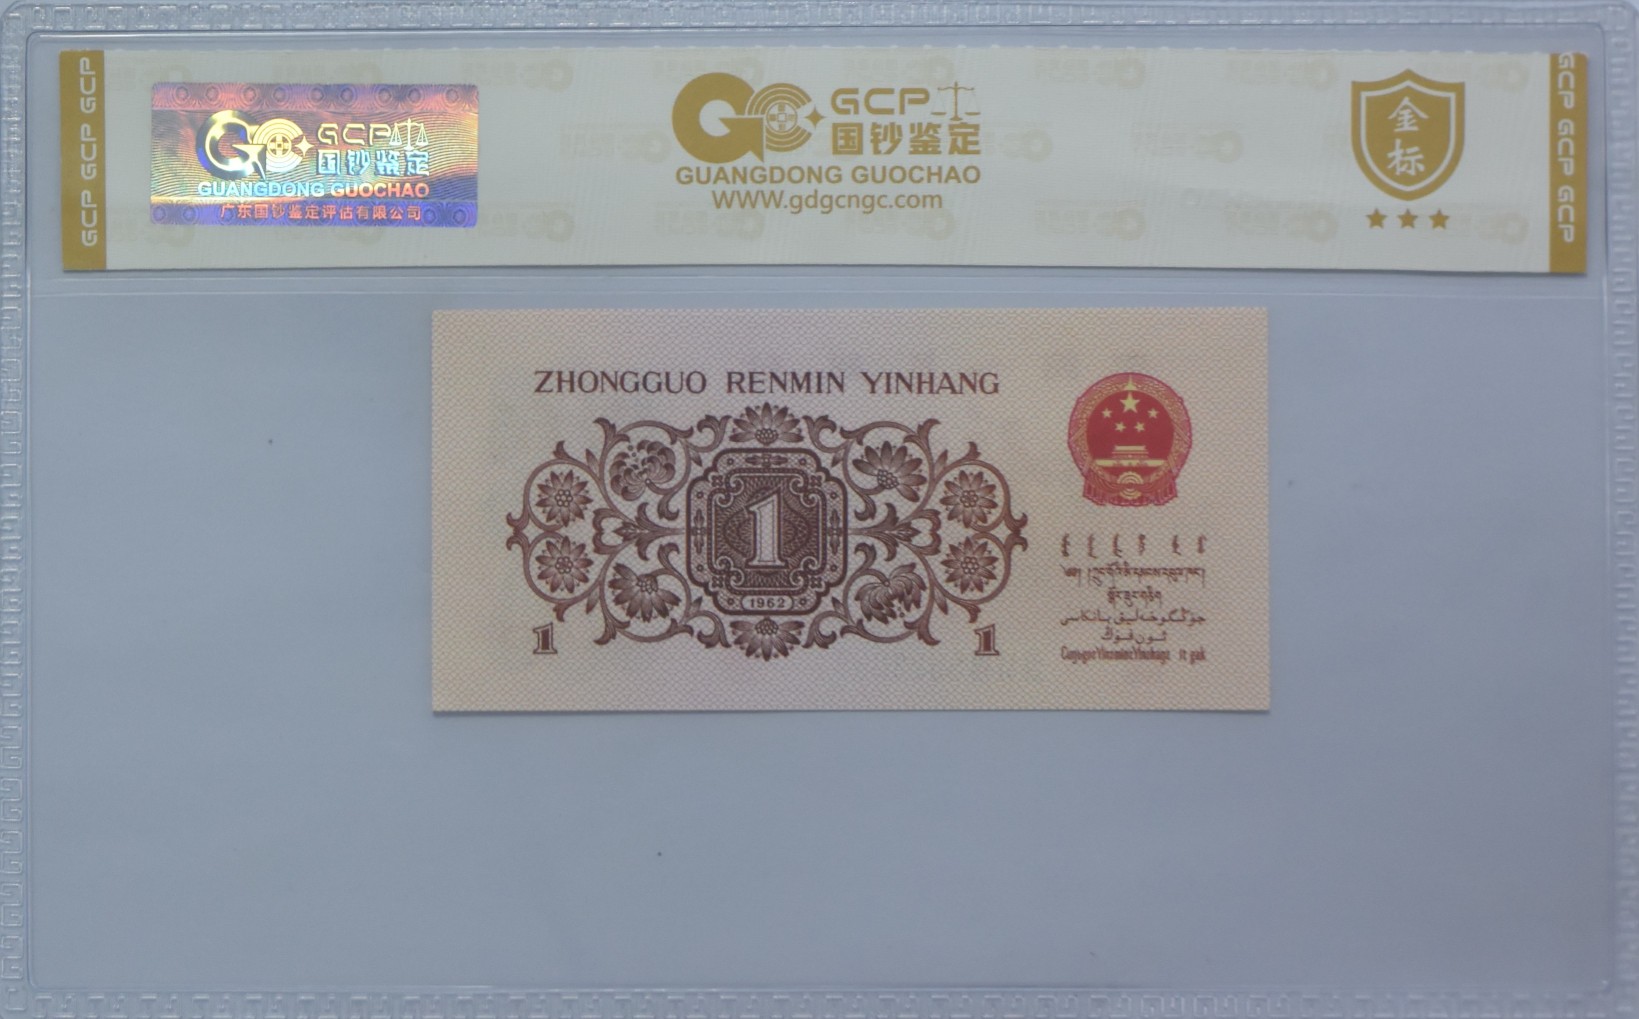 GCP GCP GCP
GCP
国钞鉴定
GUANGDONG GUOCHAO
广东国钞鉴定评估有限公司
GCP
国钞鉴定
GUANGDONG GUOCHAO
www.gdgcngc.com
金标
GCP GCP GCP
ZHONGGUO RENMIN YINHANG
1
1962
1 1